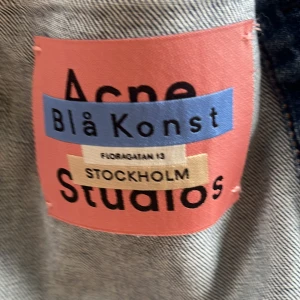 Acne
Blå Konst
FLORAGATAN 13
STOCKHOLM
Studios